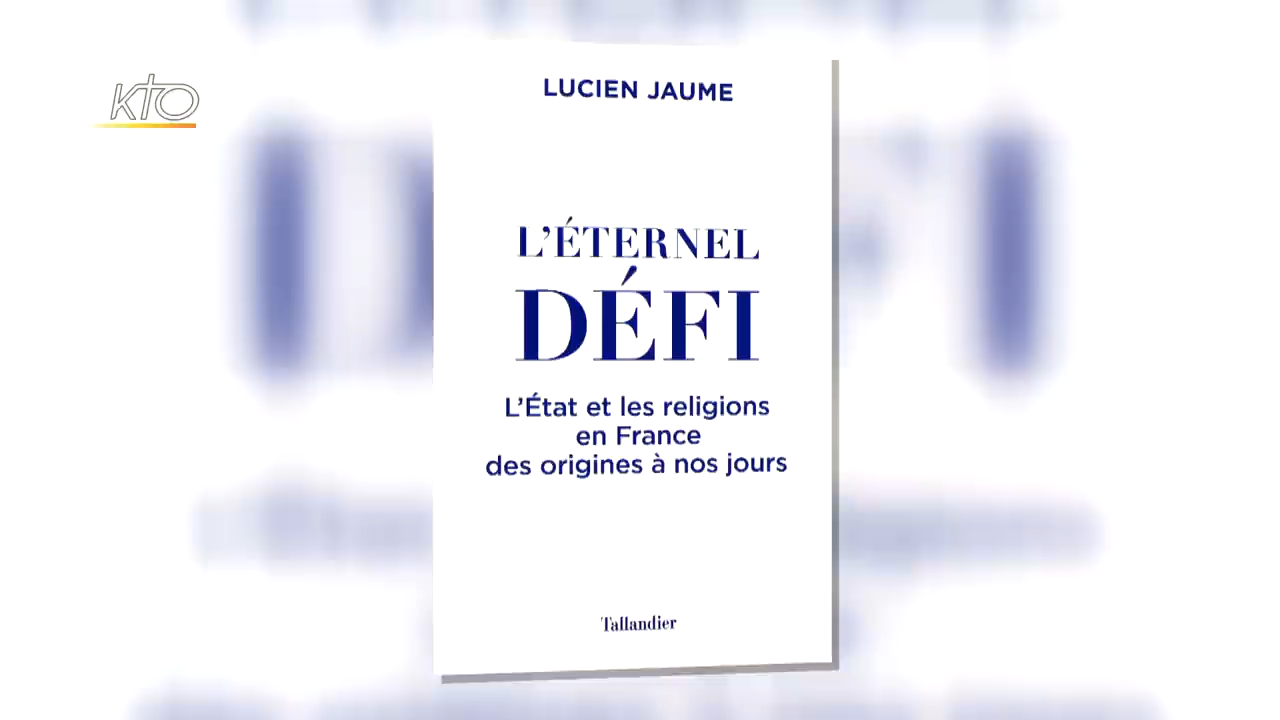 KTO
LUCIEN JAUME
L'ÉTERNEL
DÉFI
L'État et les religions
en France
des origines à nos jours
Tallandier